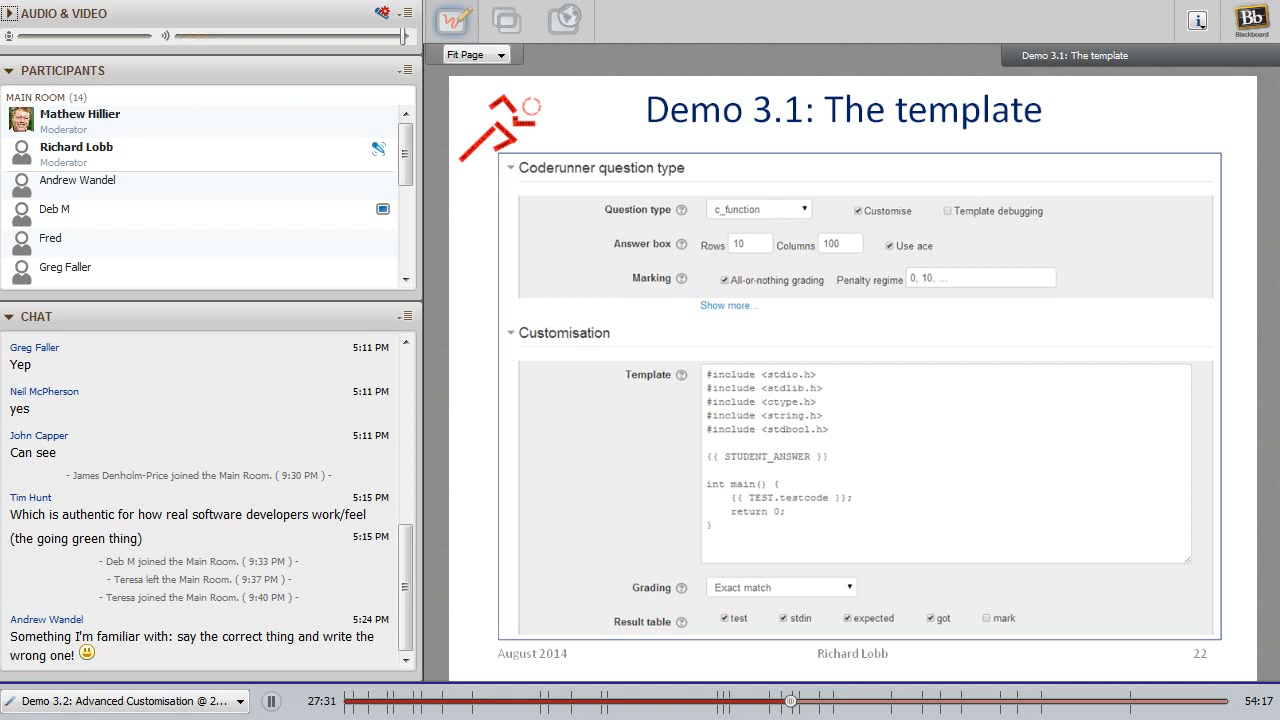 AUDIO & VIDEO
PARTICIPANTS
MAIN ROOM (14)
Mathew Hillier
Moderator
Richard Lobb
Moderator
Andrew Wandel
Deb M
Fred
Greg Faller
CHAT
Greg Faller 5:11 PM
Yep
Neil McPherson 5:11 PM
yes
John Capper 5:11 PM
Can see
- James Denholm-Price joined the Main Room. ( 9:30 PM ) -
Tim Hunt 5:15 PM
Which is authentic for how real software developers work/feel
(the going green thing) 5:15 PM
- Deb M joined the Main Room. ( 9:33 PM ) -
- Teresa left the Main Room. ( 9:37 PM ) -
- Teresa joined the Main Room. ( 9:40 PM ) -
Andrew Wandel 5:24 PM
Something I'm familiar with: say the correct thing and write the
wrong one!
Demo 3.2: Advanced Customisation @ 2...
27:31
54:17
Fit Page
Demo 3.1: The template
Bb
Blackboard
Demo 3.1: The template
Coderunner question type
Question type c_function Customise Template debugging
Answer box Rows 10 Columns 100 Use ace
Marking All-or-nothing grading Penalty regime 0, 10, ...
Show more...
Customisation
Template
#include <stdio.h>
#include <stdlib.h>
#include <ctype.h>
#include <string.h>
#include <stdbool.h>
{{ STUDENT_ANSWER }}
int main() {
{{ TEST.testcode }};
return 0;
}
Grading Exact match
Result table test stdin expected got mark
August 2014 Richard Lobb 22